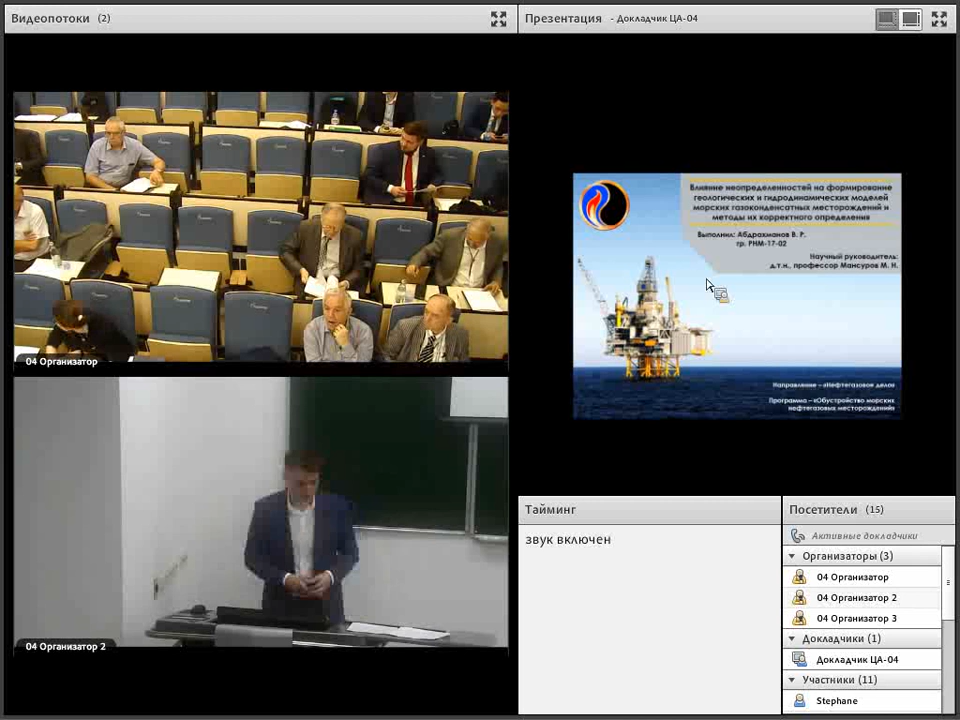 Видеопотоки (2)
04 Организатор
04 Организатор 2
Презентация - Докладчик ЦА-04
Влияние неопределенностей на формирование
геологических и гидродинамических моделей
морских газоконденсатных месторождений и
методы их корректного определения
Выполнил: Абдрахманов В. Р.
гр. РНМ-17-02
Научный руководитель:
д.т.н., профессор Мансуров М. Н.
Направление – «Нефтегазовое дело»
Программа – «Обустройство морских
нефтегазовых месторождений»
Тайминг
звук включен
Посетители (15)
Активные докладчики
Организаторы (3)
04 Организатор
04 Организатор 2
04 Организатор 3
Докладчики (1)
Докладчик ЦА-04
Участники (11)
Stephane